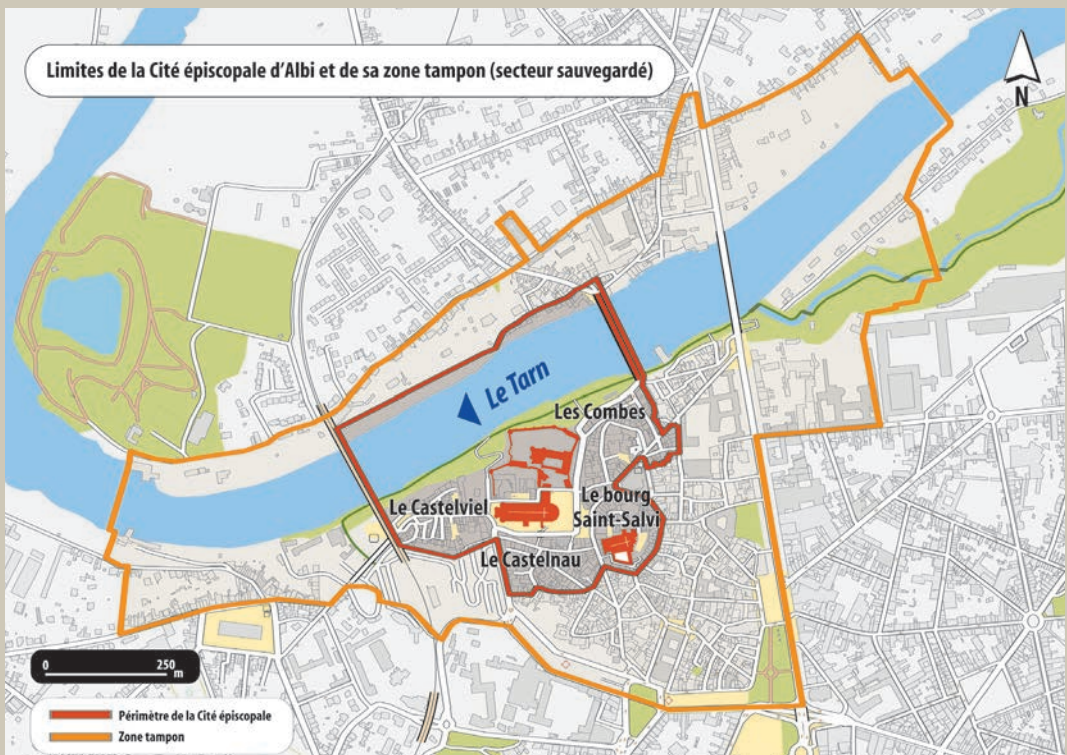 Limites de la Cité épiscopale d'Albi et de sa zone tampon (secteur sauvegardé)
N
Le Tarn
Les Combes
Le Castelviel
Le bourg
Saint-Salvi
Le Castelnau
0 250
m
Périmètre de la Cité épiscopale
Zone tampon